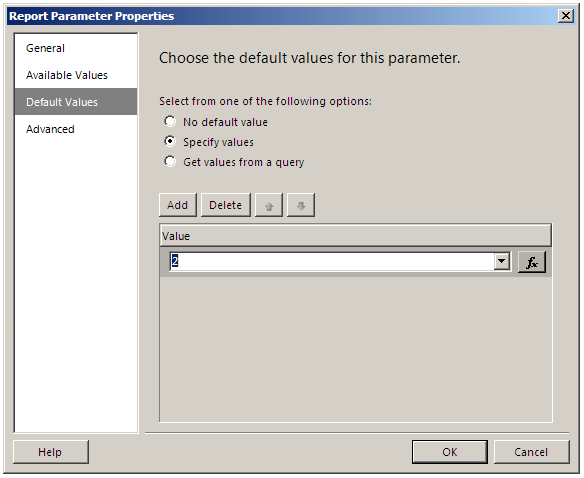 Report Parameter Properties
General
Available Values
Default Values
Advanced
Choose the default values for this parameter.
Select from one of the following options:
No default value
Specify values
Get values from a query
Add Delete
Value
2
fx
Help OK Cancel